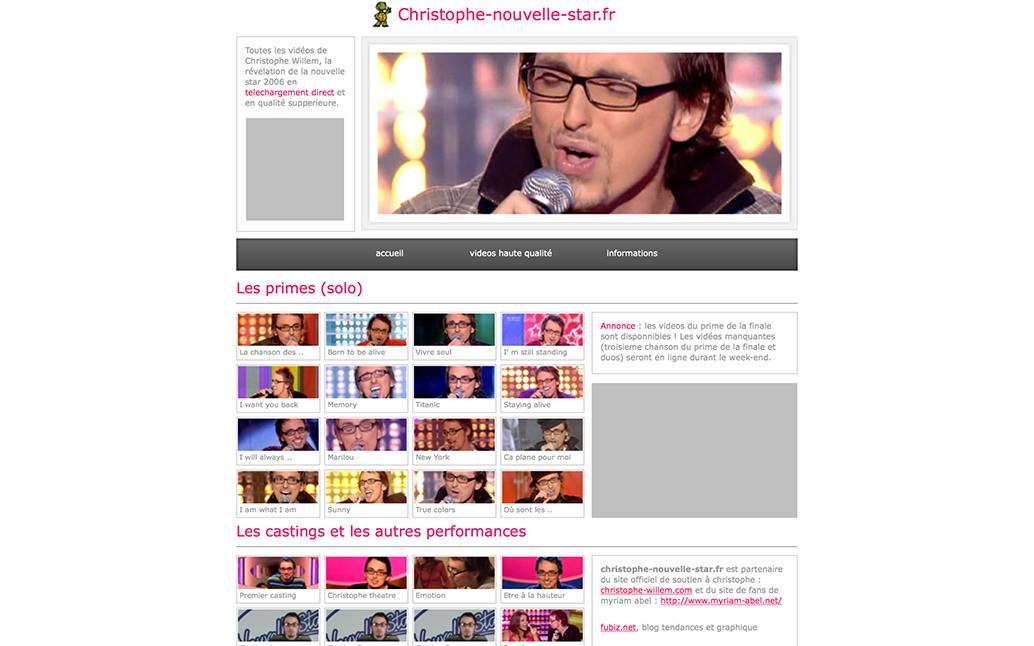 Christophe-nouvelle-star.fr
Toutes les vidéos de
Christophe Willem, la
révelation de la nouvelle
star 2006 en
telechargement direct et
en qualité supperieure.
accueil
videos haute qualité
informations
Les primes (solo)
La chanson des ..
Born to be alive
Vivre seul
I' m still standing
Annonce : les videos du prime de la finale
sont disponnibles ! Les vidéos manquantes
(troisieme chanson du prime de la finale et
duos) seront en ligne durant le week-end.
I want you back
Memory
Titanic
Staying alive
I will always ..
Marilou
New York
Ca plane pour moi
I am what I am
Sunny
True colors
Où sont les ..
Les castings et les autres performances
Premier casting
Christophe theatre
Emotion
Etre à la hauteur
christophe-nouvelle-star.fr est partenaire
du site officiel de soutien à christophe :
christophe-willem.com et du site de fans de
myriam abel : http://www.myriam-abel.net/
fubiz.net, blog tendances et graphique